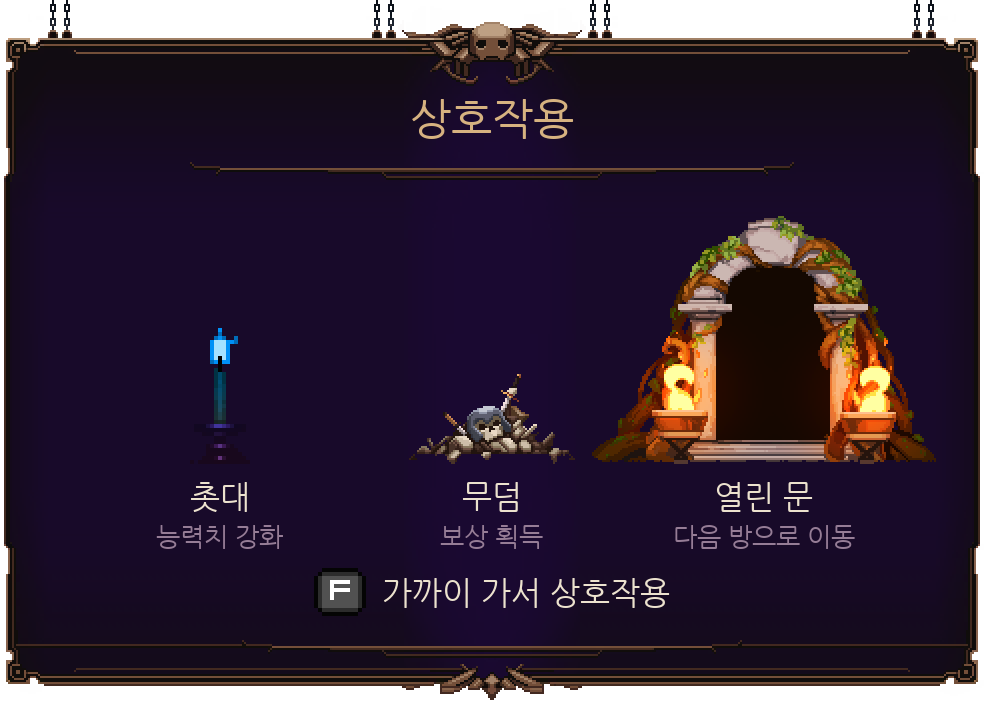 상호작용
촛대
능력치 강화
무덤
보상 획득
열린 문
다음 방으로 이동
F 가까이 가서 상호작용